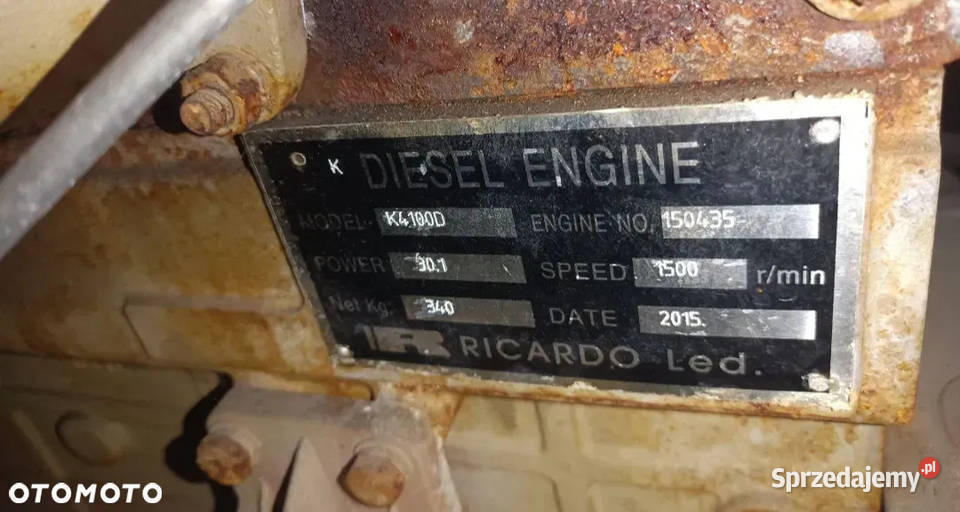 K DIESEL ENGINE
MODEL K4100D ENGINE NO. 150435
POWER 30.1 SPEED 1500 r/min
Net Kg. 340 DATE 2015.
RICARDO Led.
OTOMOTO
Sprzedajemy.pl